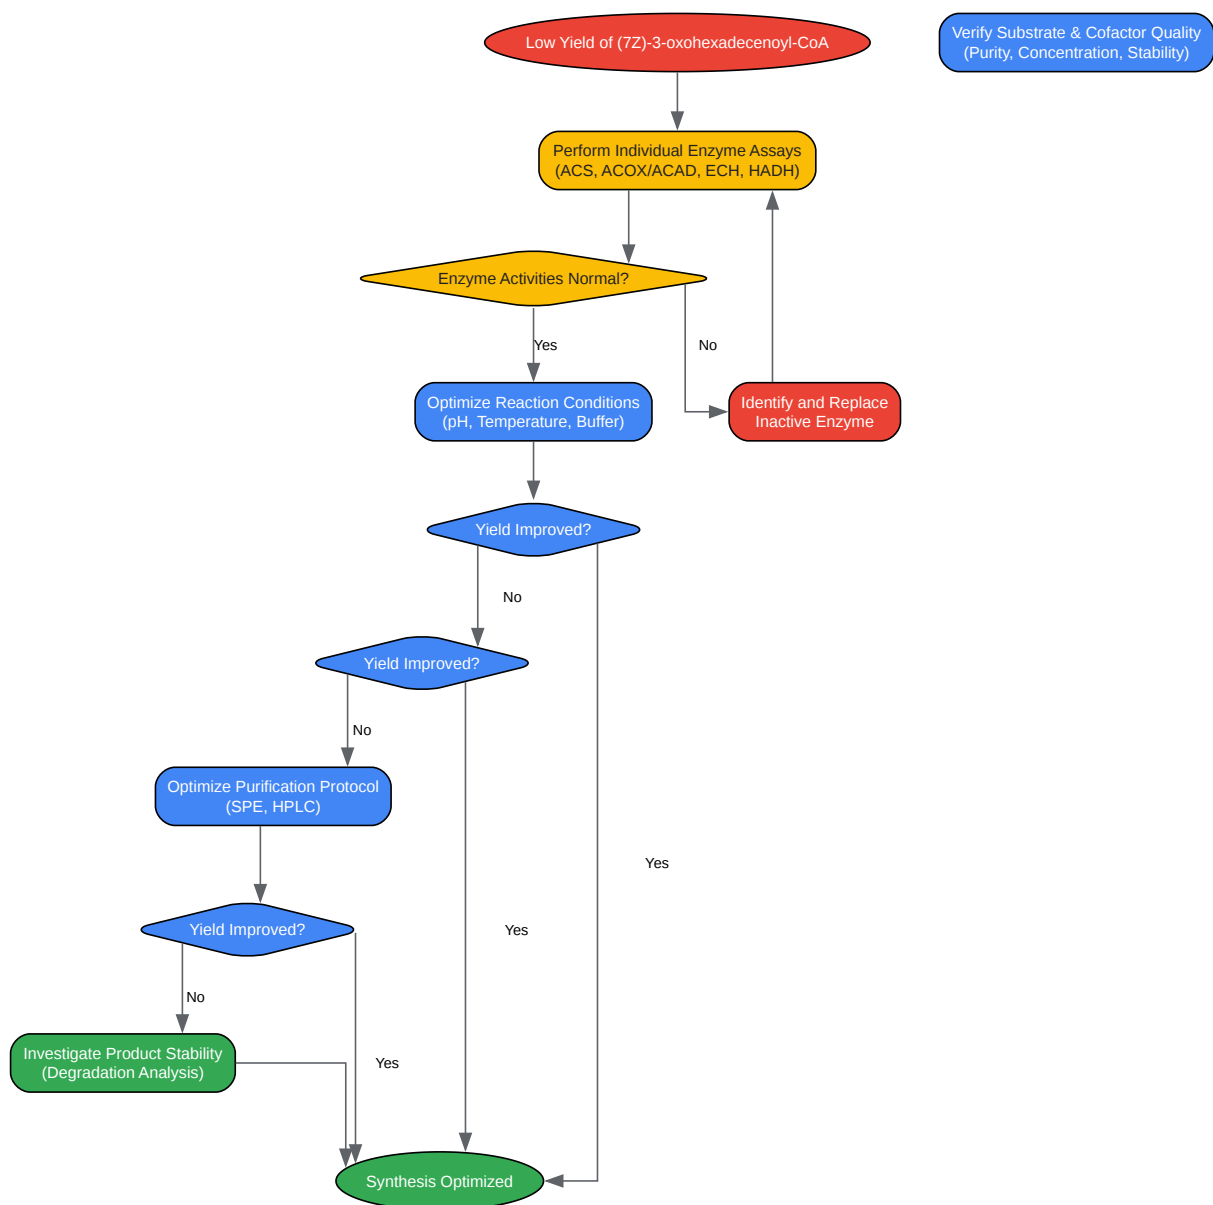 Low Yield of (7Z)-3-oxohexadecenoyl-CoA
Verify Substrate & Cofactor Quality
(Purity, Concentration, Stability)
Perform Individual Enzyme Assays
(ACS, ACOX/ACAD, ECH, HADH)
Enzyme Activities Normal?
Yes
No
Optimize Reaction Conditions
(pH, Temperature, Buffer)
Identify and Replace
Inactive Enzyme
Yield Improved?
No
Yield Improved?
No
Optimize Purification Protocol
(SPE, HPLC)
Yes
Yield Improved?
Yes
No
Investigate Product Stability
(Degradation Analysis)
Yes
Synthesis Optimized